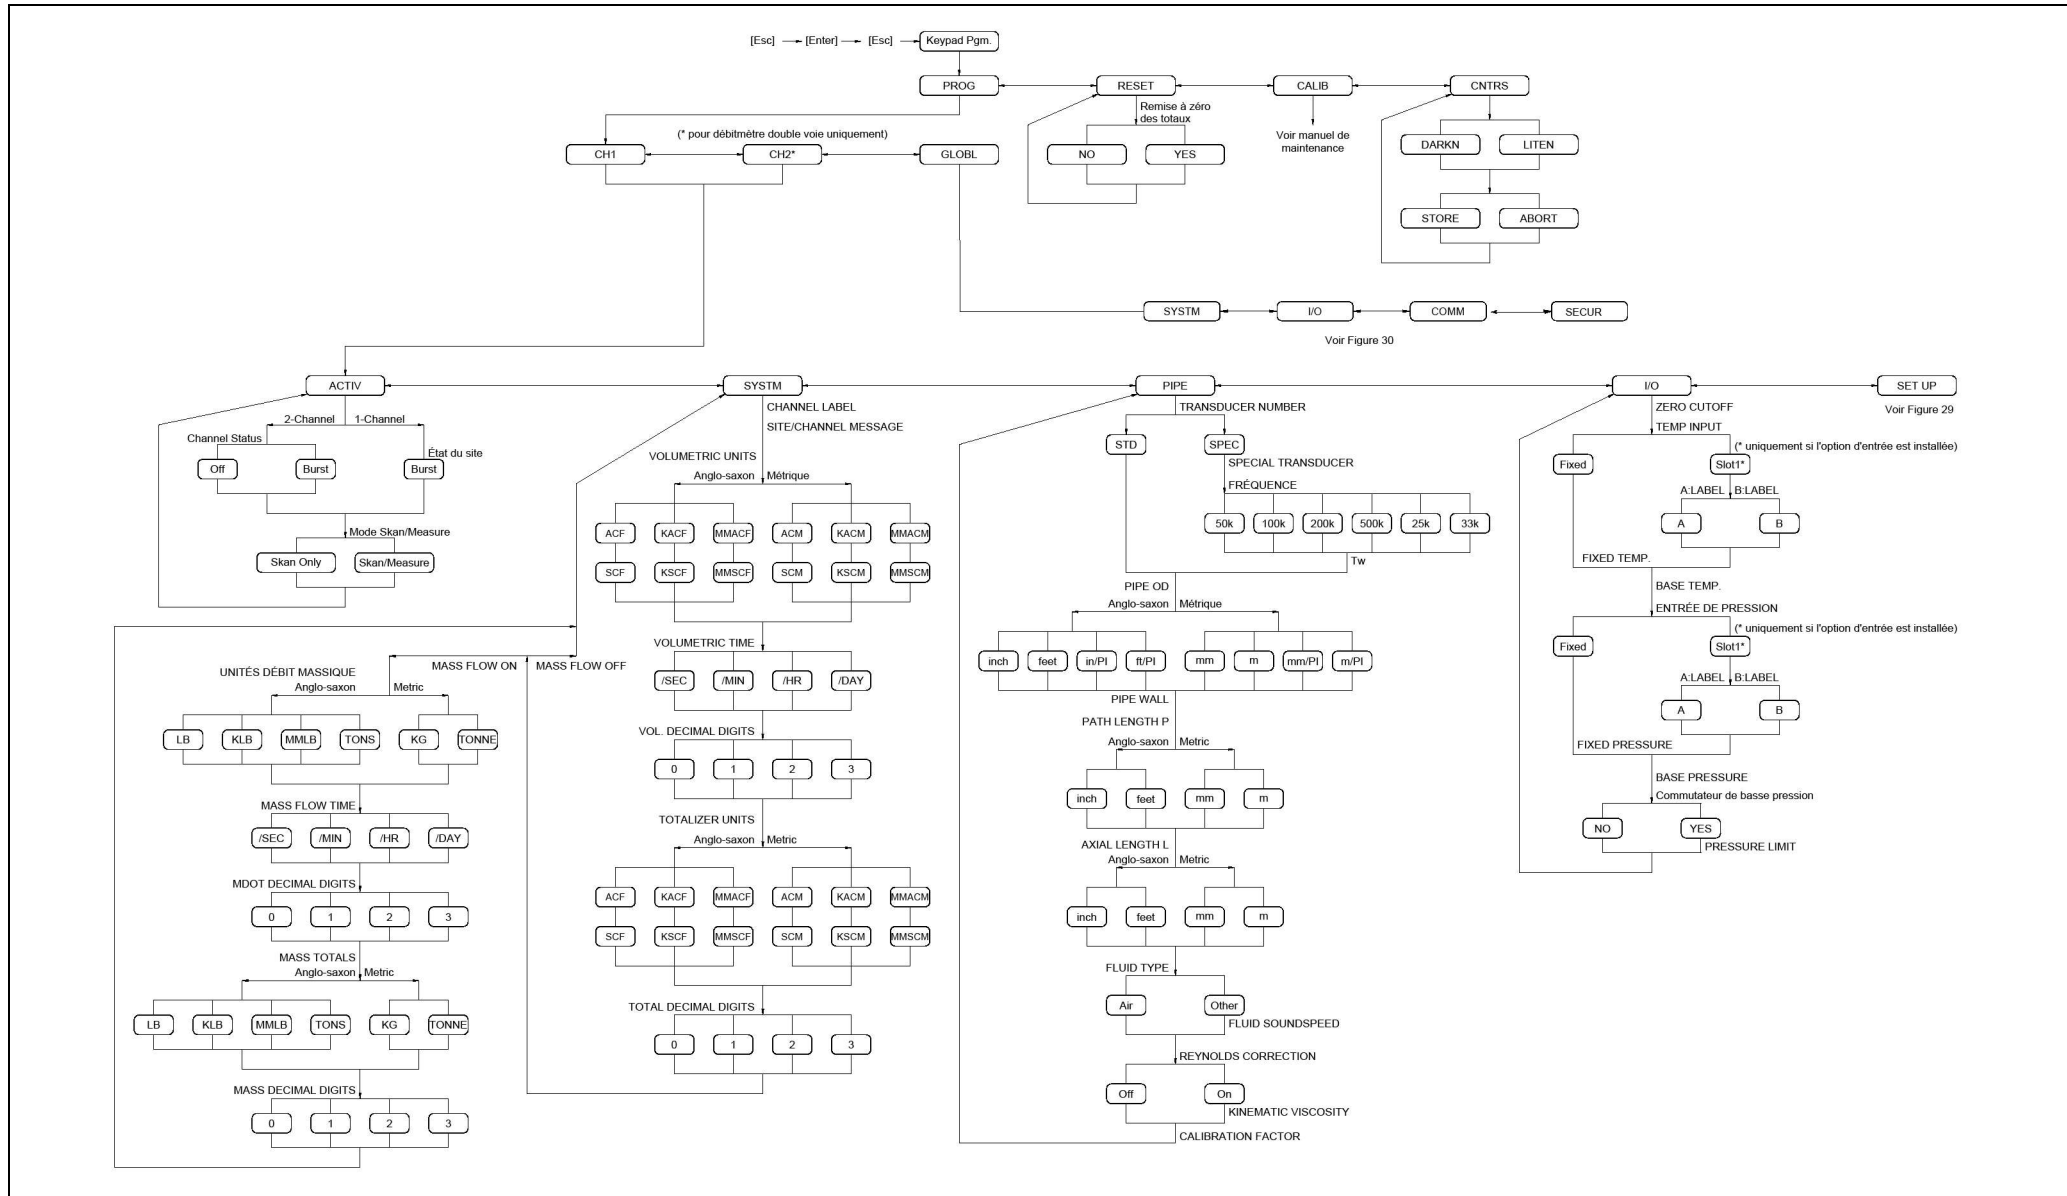 [Esc] [Enter] [Esc] Keypad Pgm.
PROG RESET CALIB CNTRS
Remise à zéro
des totaux
(* pour débitmètre double voie uniquement)
Voir manuel de
maintenance
CH1 CH2* GLOBL
NO YES
DARKN LITEN
STORE ABORT
SYSTM I/O COMM SECUR
Voir Figure 30
ACTIV SYSTM PIPE I/O SET UP
Voir Figure 29
2-Channel 1-Channel
Channel Status
État du site
Off Burst Burst
Mode Skan/Measure
Skan Only Skan/Measure
MASS FLOW ON MASS FLOW OFF
UNITÉS DÉBIT MASSIQUE
Anglo-saxon Metric
LB KLB MMLB TONS KG TONNE
MASS FLOW TIME
/SEC /MIN /HR /DAY
MDOT DECIMAL DIGITS
0 1 2 3
MASS TOTALS
Anglo-saxon Metric
LB KLB MMLB TONS KG TONNE
MASS DECIMAL DIGITS
0 1 2 3
CHANNEL LABEL
SITE/CHANNEL MESSAGE
VOLUMETRIC UNITS
Anglo-saxon Métrique
ACF KACF MMACF ACM KACM MMACM
SCF KSCF MMSCF SCM KSCM MMSCM
VOLUMETRIC TIME
/SEC /MIN /HR /DAY
VOL. DECIMAL DIGITS
0 1 2 3
TOTALIZER UNITS
Anglo-saxon Metric
ACF KACF MMACF ACM KACM MMACM
SCF KSCF MMSCF SCM KSCM MMSCM
TOTAL DECIMAL DIGITS
0 1 2 3
TRANSDUCER NUMBER
STD SPEC
SPECIAL TRANSDUCER
FRÉQUENCE
50k 100k 200k 500k 25k 33k
Tw
PIPE OD
Anglo-saxon Métrique
inch feet in/PI ft/PI mm m mm/PI m/PI
PIPE WALL
PATH LENGTH P
Anglo-saxon Metric
inch feet mm m
AXIAL LENGTH L
Anglo-saxon Metric
inch feet mm m
FLUID TYPE
Air Other
FLUID SOUNDSPEED
REYNOLDS CORRECTION
Off On
KINEMATIC VISCOSITY
CALIBRATION FACTOR
ZERO CUTOFF
TEMP INPUT
(* uniquement si l'option d'entrée est installée)
Fixed Slot1*
A:LABEL B:LABEL
A B
FIXED TEMP.
BASE TEMP.
ENTRÉE DE PRESSION
(* uniquement si l'option d'entrée est installée)
Fixed Slot1*
A:LABEL B:LABEL
A B
FIXED PRESSURE
BASE PRESSURE
Commutateur de basse pression
NO YES
PRESSURE LIMIT